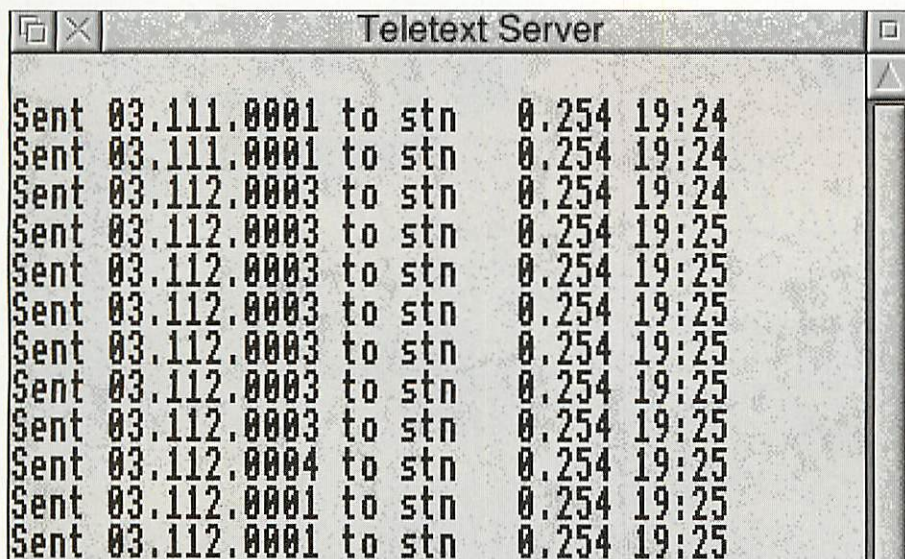 Teletext Server
Sent 03.111.0001 to stn 0.254 19:24
Sent 03.111.0001 to stn 0.254 19:24
Sent 03.112.0003 to stn 0.254 19:24
Sent 03.112.0003 to stn 0.254 19:25
Sent 03.112.0003 to stn 0.254 19:25
Sent 03.112.0003 to stn 0.254 19:25
Sent 03.112.0003 to stn 0.254 19:25
Sent 03.112.0003 to stn 0.254 19:25
Sent 03.112.0003 to stn 0.254 19:25
Sent 03.112.0004 to stn 0.254 19:25
Sent 03.112.0001 to stn 0.254 19:25
Sent 03.112.0001 to stn 0.254 19:25